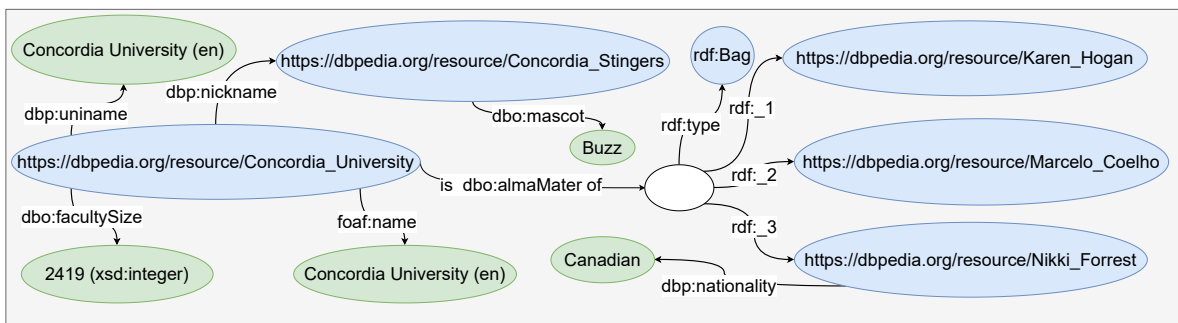 Concordia University (en)
https://dbpedia.org/resource/Concordia_Stingers
rdf:Bag
https://dbpedia.org/resource/Karen_Hogan
dbp:nickname
dbp:uniname
rdf:_1
dbo:mascot
rdf:type
Buzz
https://dbpedia.org/resource/Concordia_University
https://dbpedia.org/resource/Marcelo_Coelho
rdf:_2
is dbo:almaMater of
dbo:facultySize
foaf:name
rdf:_3
2419 (xsd:integer)
Concordia University (en)
Canadian
https://dbpedia.org/resource/Nikki_Forrest
dbp:nationality